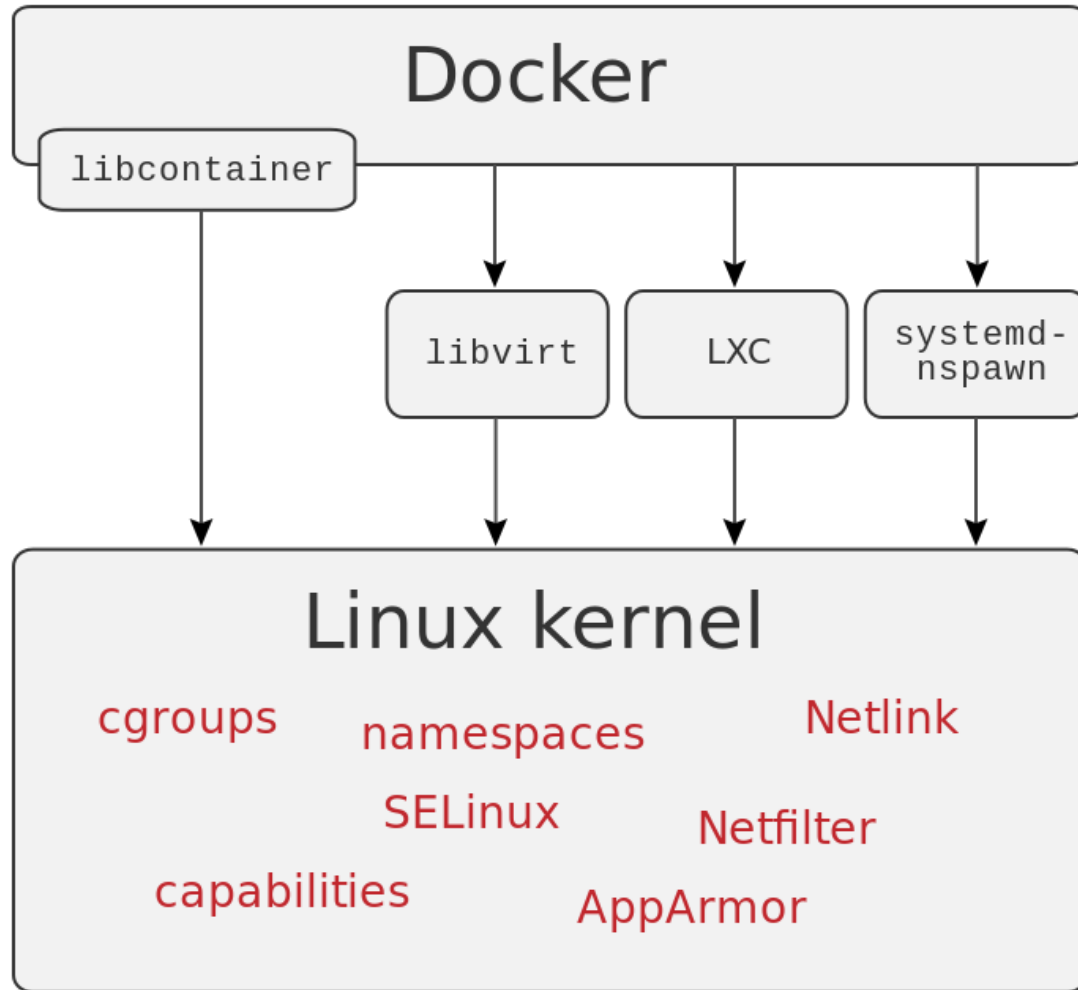 Docker
libcontainer
libvirt
LXC
systemd-
nspawn
Linux kernel
cgroups
namespaces
Netlink
SELinux
Netfilter
capabilities
AppArmor